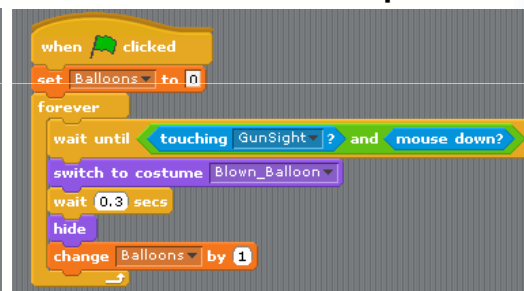 when clicked
set Balloons to 0
forever
wait until touching GunSight ? and mouse down?
switch to costume Blown_Balloon
wait 0.3 secs
hide
change Balloons by 1